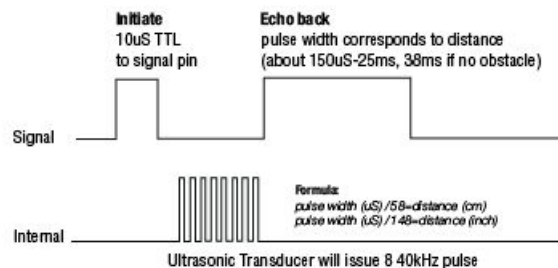 Initiate
10uS TTL
to signal pin
Echo back
pulse width corresponds to distance
(about 150uS-25ms, 38ms if no obstacle)
Signal
Formula:
pulse width (uS) /58=distance (cm)
pulse width (uS) /148=distance (inch)
Internal
Ultrasonic Transducer will issue 8 40kHz pulse